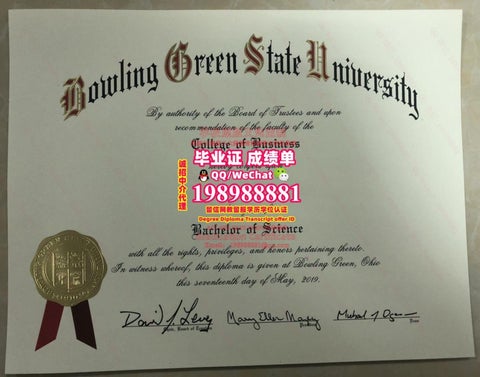 Bowling Green State University
By authority of the Board of Trustees and upon
recommendation of the faculty of the
College of Business
毕业证 成绩单
QQ/WeChat
198988881
诚招中介代理
Degree Diploma Transcript offer ID
Bachelor of Science
with all the rights, privileges, and honors pertaining thereto.
In witness whereof, this diploma is given at Bowling Green, Ohio
this seventeenth day of May, 2019.